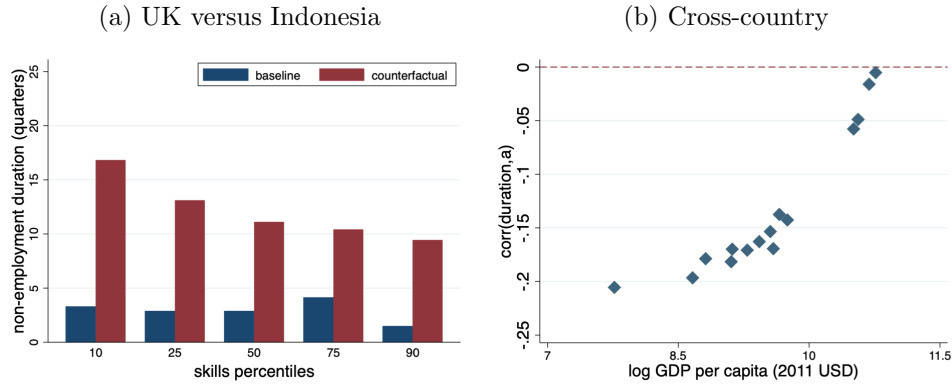 (a) UK versus Indonesia
baseline
counterfactual
non-employment duration (quarters)
25
20
15
10
5
0
10 25 50 75 90
skills percentiles
(b) Cross-country
corr(duration,a)
0
-.05
-.1
-.15
-.2
-.25
7 8.5 10 11.5
log GDP per capita (2011 USD)